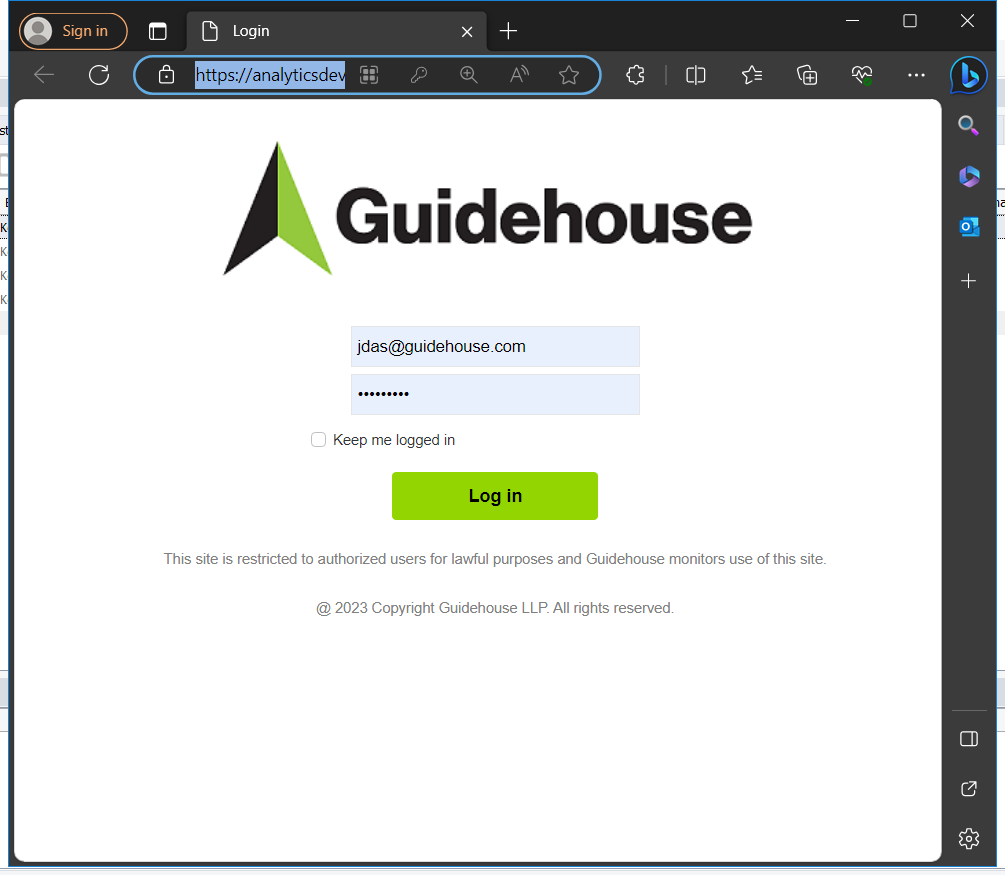 Sign in
Login
https://analyticsdev
Guidehouse
jdas@guidehouse.com
•••••••••
Keep me logged in
Log in
This site is restricted to authorized users for lawful purposes and Guidehouse monitors use of this site.
@ 2023 Copyright Guidehouse LLP. All rights reserved.